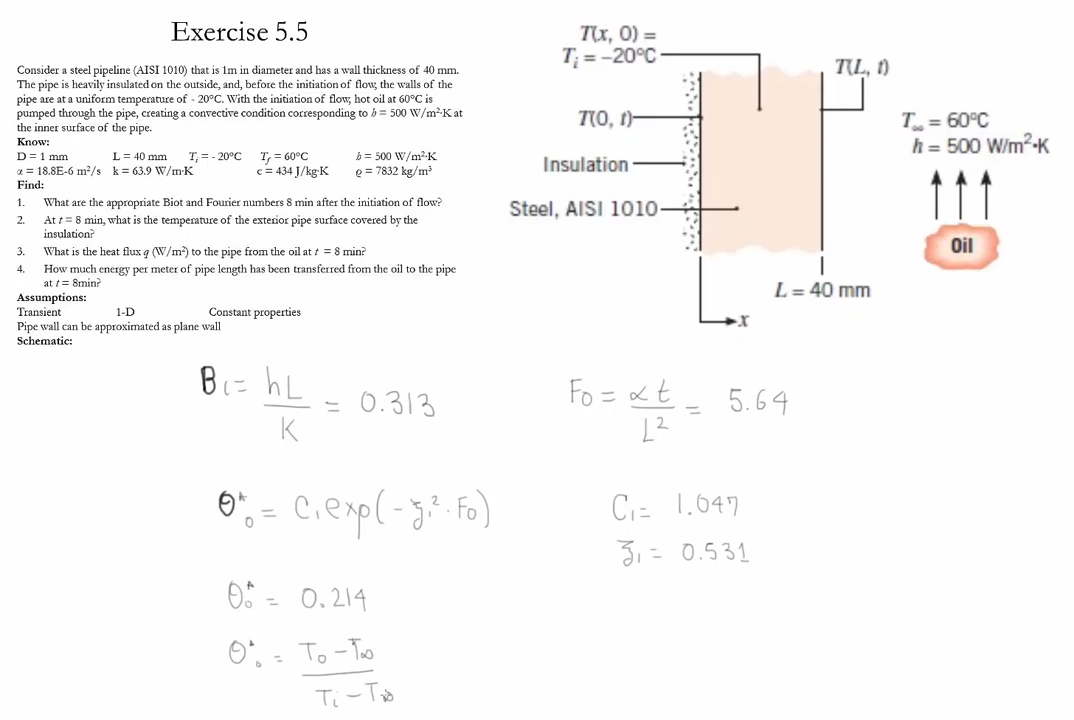 Exercise 5.5
Consider a steel pipeline (AISI 1010) that is 1m in diameter and has a wall thickness of 40 mm.
The pipe is heavily insulated on the outside, and, before the initiation of flow, the walls of the
pipe are at a uniform temperature of - 20°C. With the initiation of flow, hot oil at 60°C is
pumped through the pipe, creating a convective condition corresponding to h = 500 W/m²·K at
the inner surface of the pipe.
Know:
D = 1 mm L = 40 mm T_i = - 20°C T_f = 60°C h = 500 W/m²·K
α = 18.8E-6 m²/s k = 63.9 W/m·K c = 434 J/kg·K ϱ = 7832 kg/m³
Find:
1. What are the appropriate Biot and Fourier numbers 8 min after the initiation of flow?
2. At t = 8 min, what is the temperature of the exterior pipe surface covered by the
insulation?
3. What is the heat flux q (W/m²) to the pipe from the oil at t = 8 min?
4. How much energy per meter of pipe length has been transferred from the oil to the pipe
at t = 8min?
Assumptions:
Transient 1-D Constant properties
Pipe wall can be approximated as plane wall
Schematic:
T(x, 0) =
T_i = −20°C
T(L, t)
T(0, t)
T_∞ = 60°C
h = 500 W/m²·K
Insulation
Steel, AISI 1010
Oil
L = 40 mm
x
Bi = hL/K = 0.313
Fo = αt/L² = 5.64
θ*₀ = C₁exp(-ζ₁²·Fo)
C₁ = 1.047
ζ₁ = 0.531
θ₀* = 0.214
θ*₀ = T₀ - T∞ / Ti - T∞